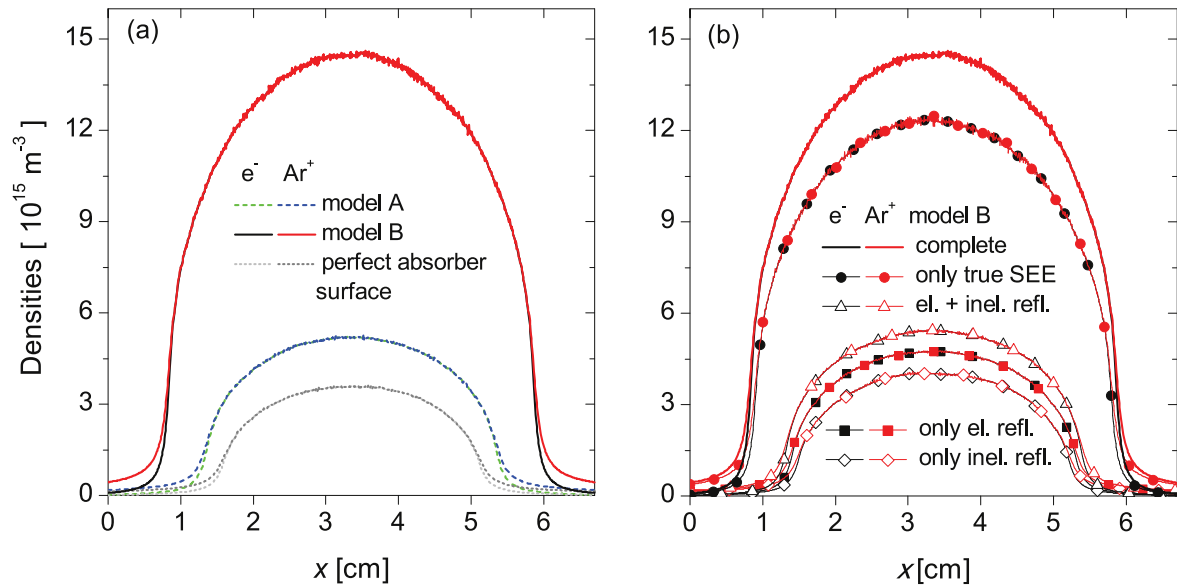 (a)
Densities [ 10¹⁵ m⁻³ ]
15
12
9
6
3
0
e⁻ Ar⁺
model A
model B
perfect absorber
surface
0 1 2 3 4 5 6
x [cm]
(b)
15
12
9
6
3
0
e⁻ Ar⁺ model B
complete
only true SEE
el. + inel. refl.
only el. refl.
only inel. refl.
0 1 2 3 4 5 6
x [cm]